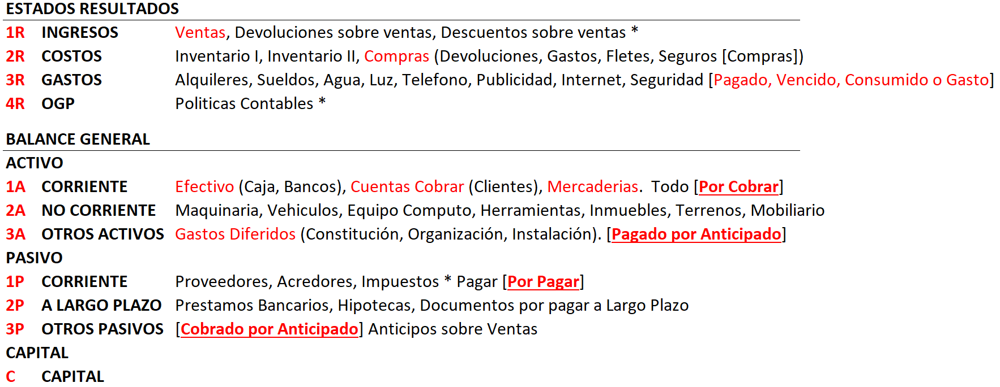 ESTADOS RESULTADOS
1R INGRESOS Ventas, Devoluciones sobre ventas, Descuentos sobre ventas *
2R COSTOS Inventario I, Inventario II, Compras (Devoluciones, Gastos, Fletes, Seguros [Compras])
3R GASTOS Alquileres, Sueldos, Agua, Luz, Telefono, Publicidad, Internet, Seguridad [Pagado, Vencido, Consumido o Gasto]
4R OGP Politicas Contables *
BALANCE GENERAL
ACTIVO
1A CORRIENTE Efectivo (Caja, Bancos), Cuentas Cobrar (Clientes), Mercaderias. Todo [Por Cobrar]
2A NO CORRIENTE Maquinaria, Vehiculos, Equipo Computo, Herramientas, Inmuebles, Terrenos, Mobiliario
3A OTROS ACTIVOS Gastos Diferidos (Constitución, Organización, Instalación). [Pagado por Anticipado]
PASIVO
1P CORRIENTE Proveedores, Acredores, Impuestos * Pagar [Por Pagar]
2P A LARGO PLAZO Prestamos Bancarios, Hipotecas, Documentos por pagar a Largo Plazo
3P OTROS PASIVOS [Cobrado por Anticipado] Anticipos sobre Ventas
CAPITAL
C CAPITAL